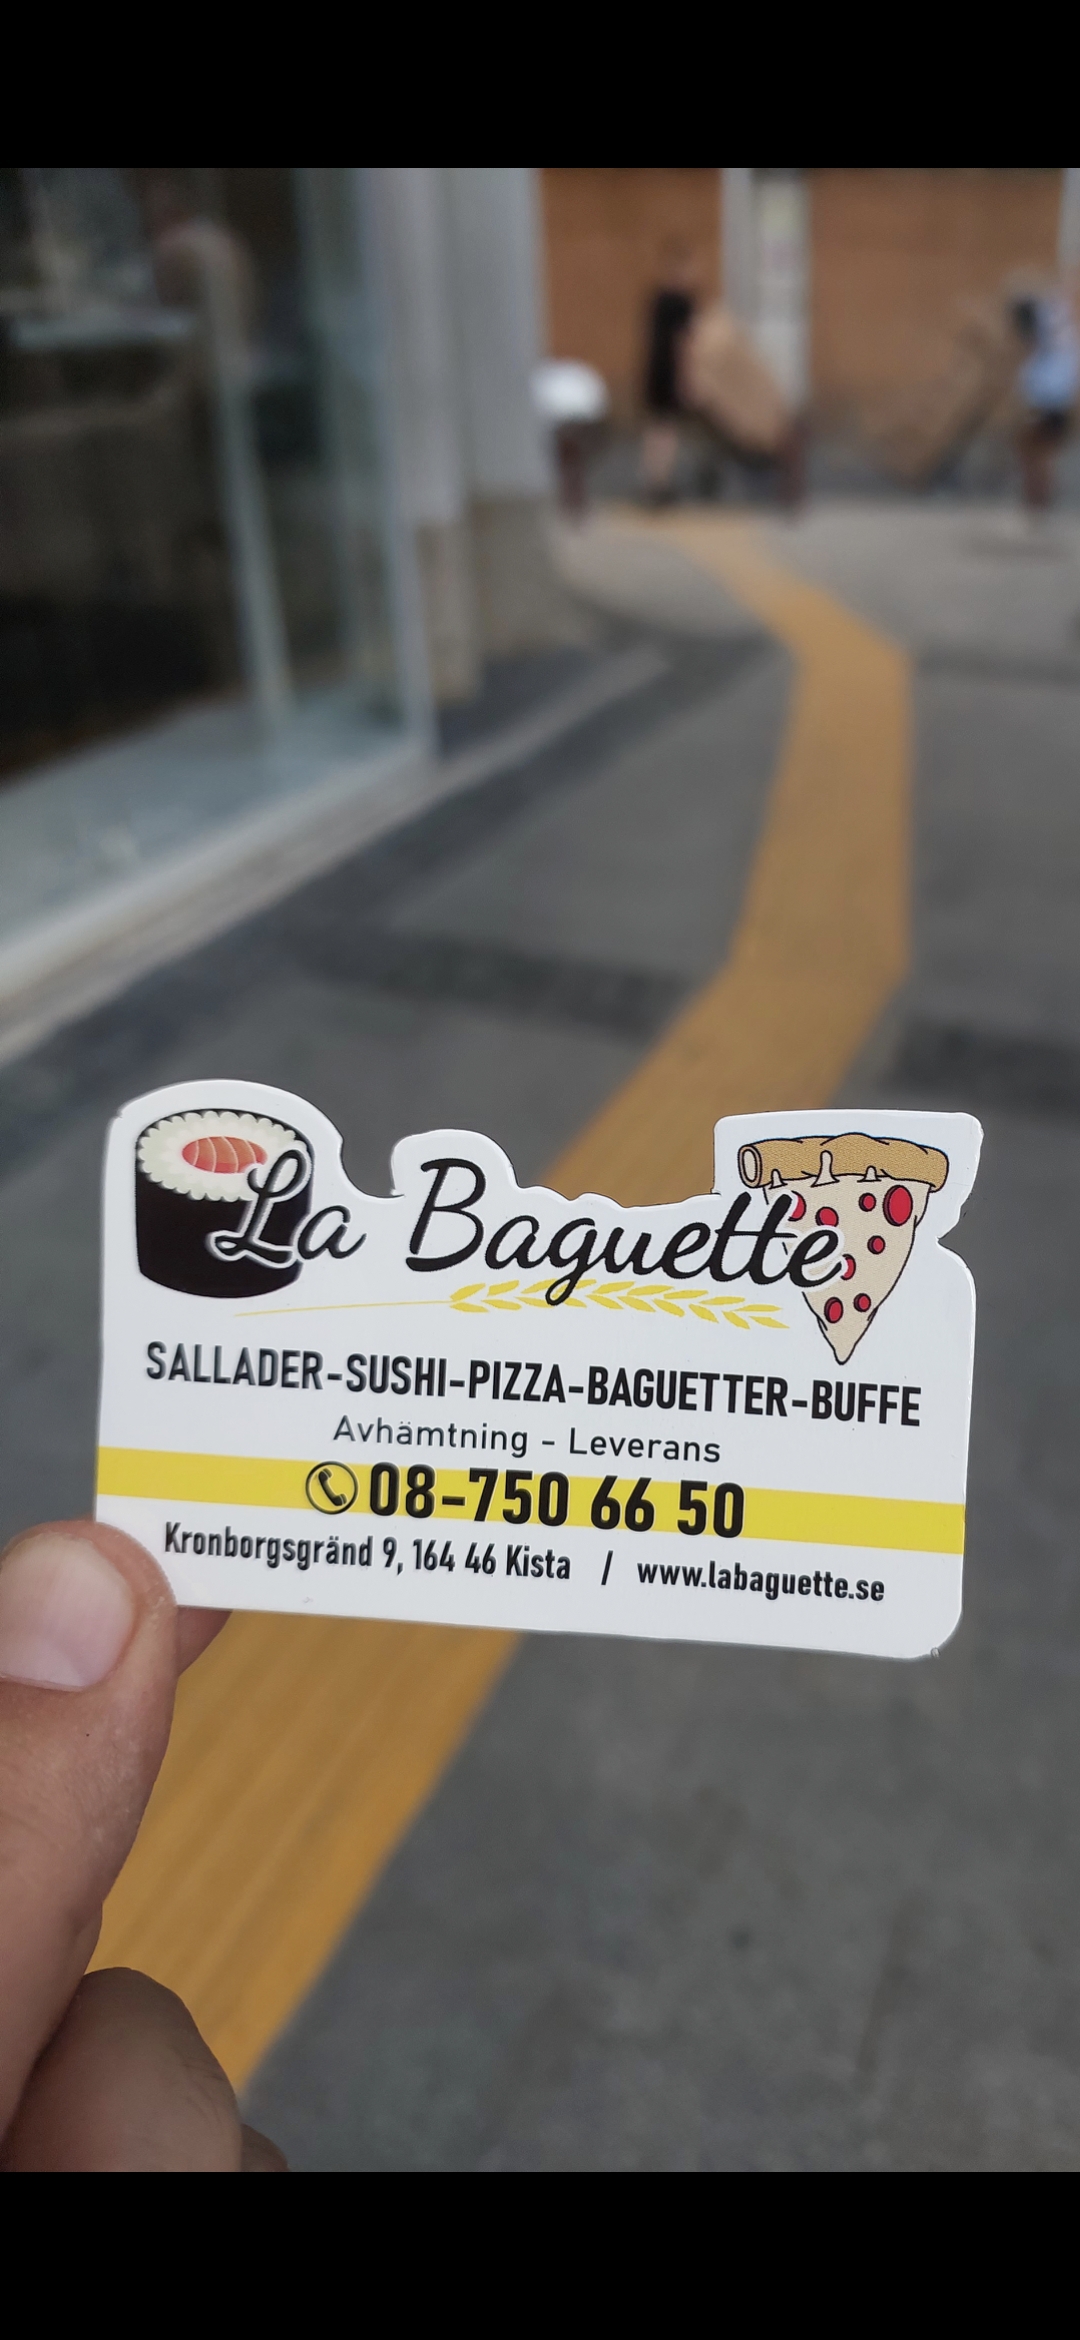 La Baguette
SALLADER-SUSHI-PIZZA-BAGUETTER-BUFFE
Avhämtning - Leverans
08-750 66 50
Kronborgsgränd 9, 164 46 Kista / www.labaguette.se